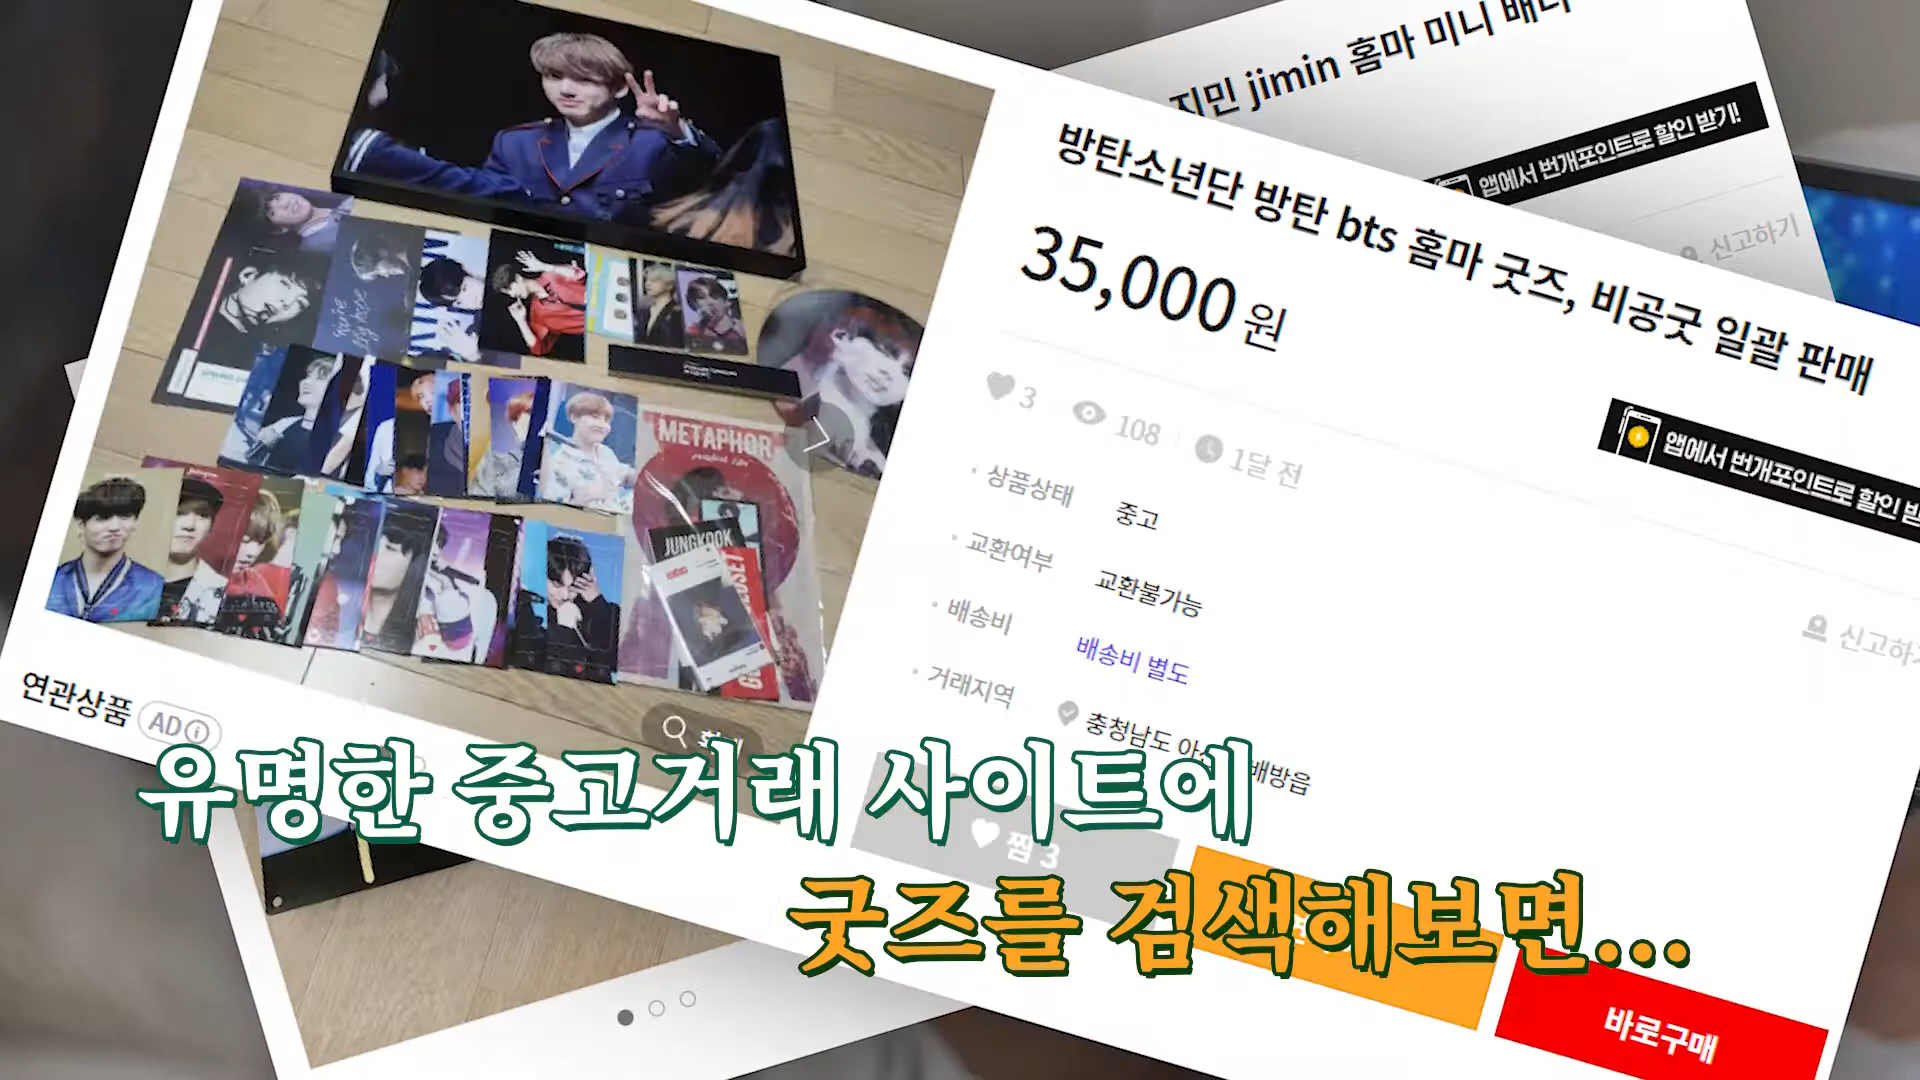 지민 jimin 홈마 미니
앱에서 번개포인트로 할인 받기!
신고하기
방탄소년단 방탄 bts 홈마 굿즈, 비공굿 일괄 판매
35,000 원
3
108
1달 전
앱에서 번개포인트로 할인
상품상태
중고
교환여부
교환불가능
배송비
배송비 별도
거래지역
충청남도 배방읍
신고하기
METAPHOR
JUNGKOOK
연관상품 AD
유명한 중고거래 사이트에
찜 3
굿즈를 검색해보면...
바로구매